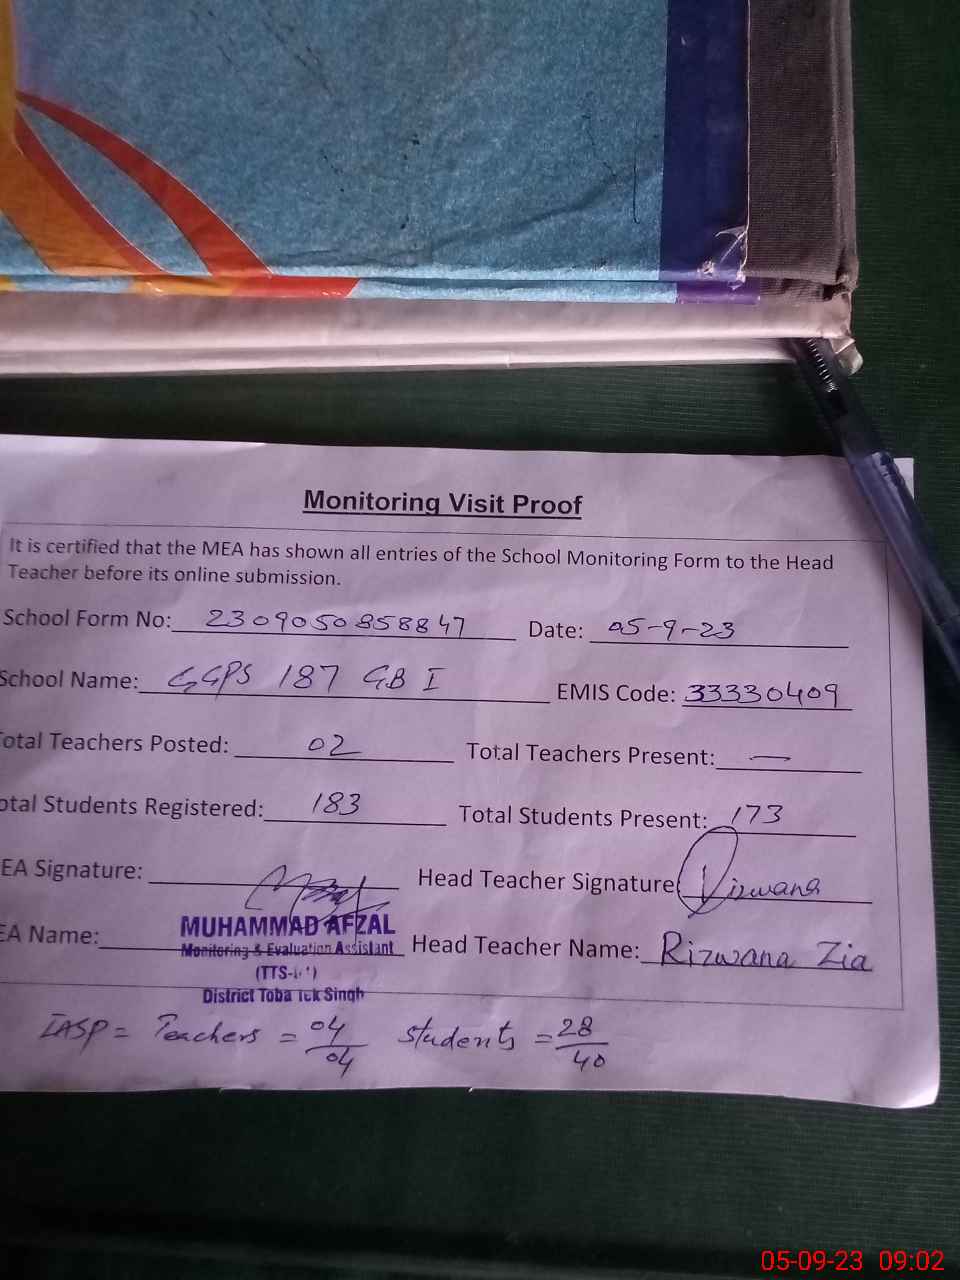 Monitoring Visit Proof
It is certified that the MEA has shown all entries of the School Monitoring Form to the Head
Teacher before its online submission.
School Form No: 2309050858847 Date: 05-9-23
School Name: GGPS 187 GB I EMIS Code: 33330409
otal Teachers Posted: 02 Total Teachers Present: —
otal Students Registered: 183 Total Students Present: 173
EA Signature: Head Teacher Signature Rizwana
EA Name: Head Teacher Name: Rizwana Zia
MUHAMMAD AFZAL
Monitoring & Evaluation Assistant
District Toba Tek Singh
IASP = Teachers = 04/04 students = 28/40
05-09-23 09:02